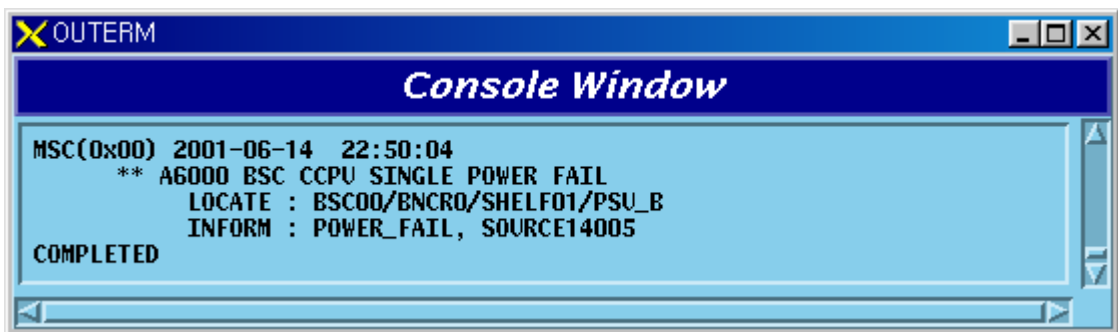 OUTERM
Console Window
MSC(0x00) 2001-06-14 22:50:04
** A6000 BSC CCPU SINGLE POWER FAIL
LOCATE : BSC00/BNCR0/SHELF01/PSU_B
INFORM : POWER_FAIL, SOURCE14005
COMPLETED